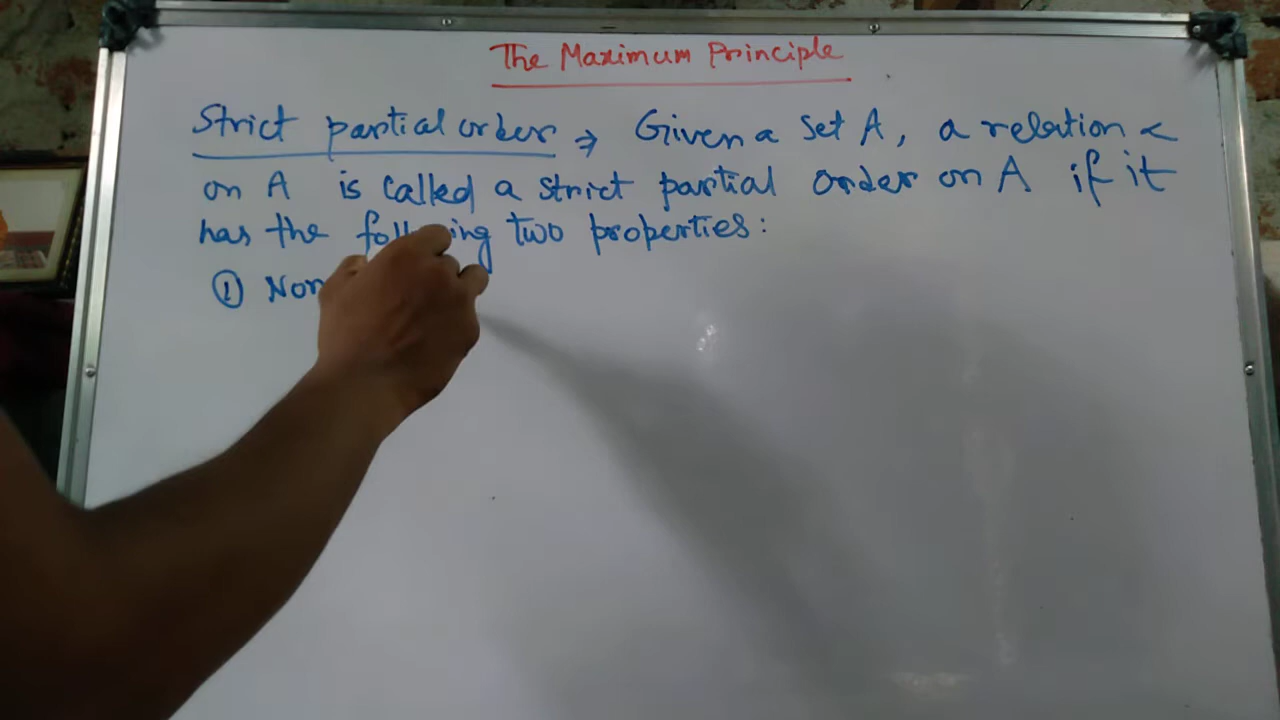 The Maximum Principle
Strict partial order ⇒ Given a set A, a relation <
on A is called a strict partial order on A if it
has the following two properties:
① Non